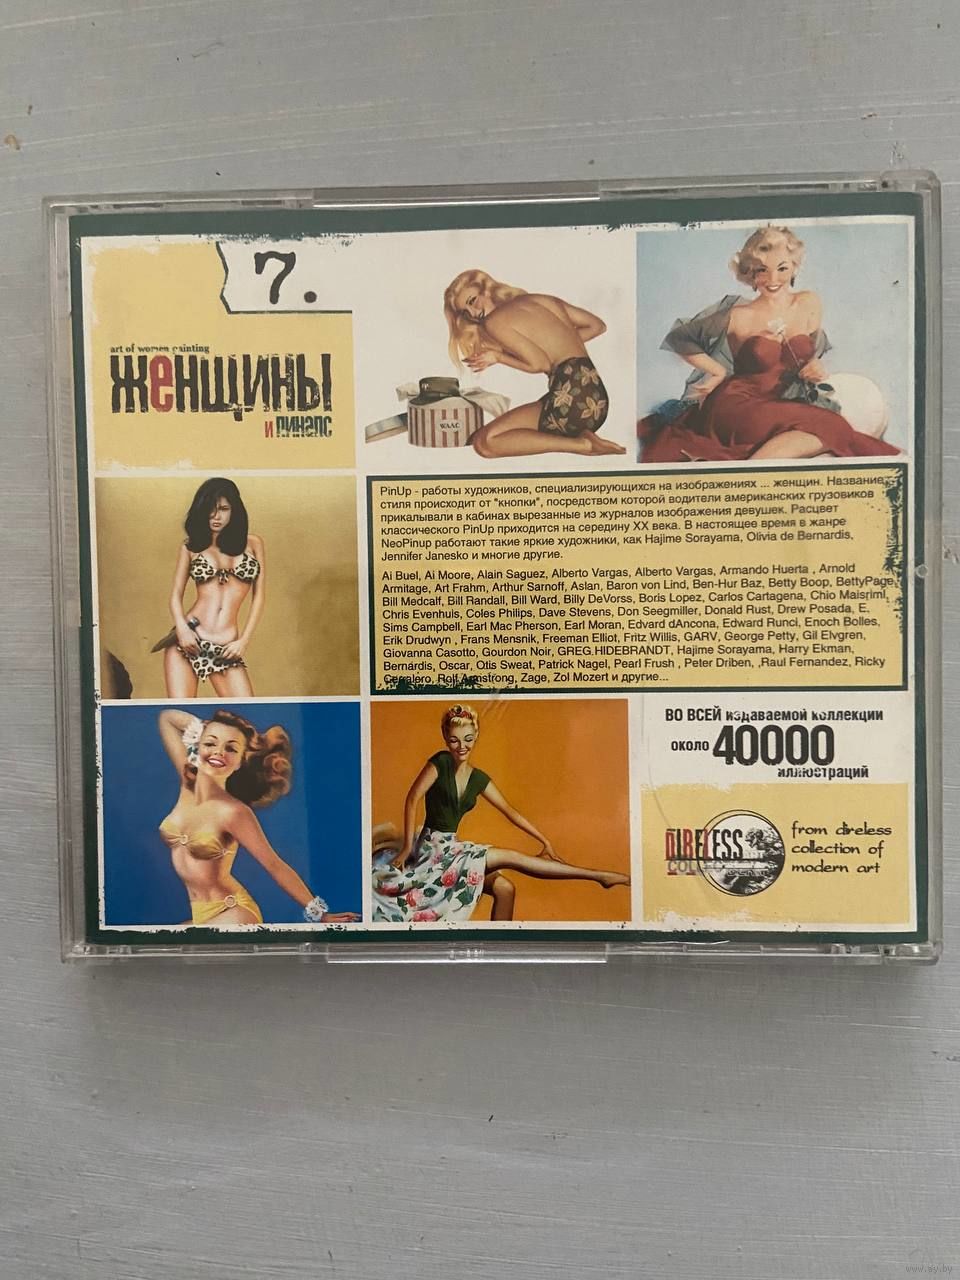 7.
art of women painting
женщины
и пинапс
WAAC
PinUp - работы художников, специализирующихся на изображениях ... женщин. Название
стиля происходит от "кнопки", посредством которой водители американских грузовиков
прикалывали в кабинах вырезанные из журналов изображения девушек. Расцвет
классического PinUp приходится на середину XX века. В настоящее время в жанре
NeoPinup работают такие яркие художники, как Hajime Sorayama, Olivia de Bernardis,
Jennifer Janesko и многие другие.
Ai Buel, Ai Moore, Alain Saguez, Alberto Vargas, Alberto Vargas, Armando Huerta , Arnold
Armitage, Art Frahm, Arthur Sarnoff, Aslan, Baron von Lind, Ben-Hur Baz, Betty Boop, BettyPage,
Bill Medcalf, Bill Randall, Bill Ward, Billy DeVorss, Boris Lopez, Carlos Cartagena, Chio Maisriml,
Chris Evenhuis, Coles Philips, Dave Stevens, Don Seegmiller, Donald Rust, Drew Posada, E.
Sims Campbell, Earl Mac Pherson, Earl Moran, Edvard dAncona, Edward Runci, Enoch Bolles,
Erik Drudwyn , Frans Mensnik, Freeman Elliot, Fritz Willis, GARV, George Petty, Gil Elvgren,
Giovanna Casotto, Gourdon Noir, GREG.HIDEBRANDT, Hajime Sorayama, Harry Ekman,
Bernardis, Oscar, Otis Sweat, Patrick Nagel, Pearl Frush , Peter Driben, ,Raul Fernandez, Ricky
Carralero, Rolf Armstrong, Zage, Zol Mozert и другие...
ВО ВСЕЙ издаваемой коллекции
около 40000
иллюстраций
DIRELESS
COLLECTION
from direless
collection of
modern art
www.ay.by